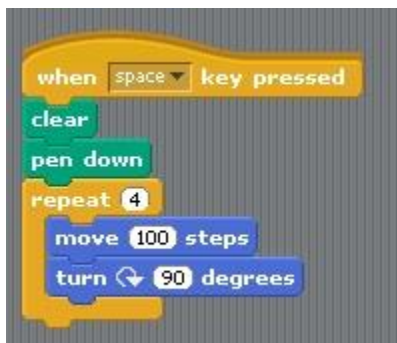 when space key pressed
clear
pen down
repeat 4
move 100 steps
turn 90 degrees